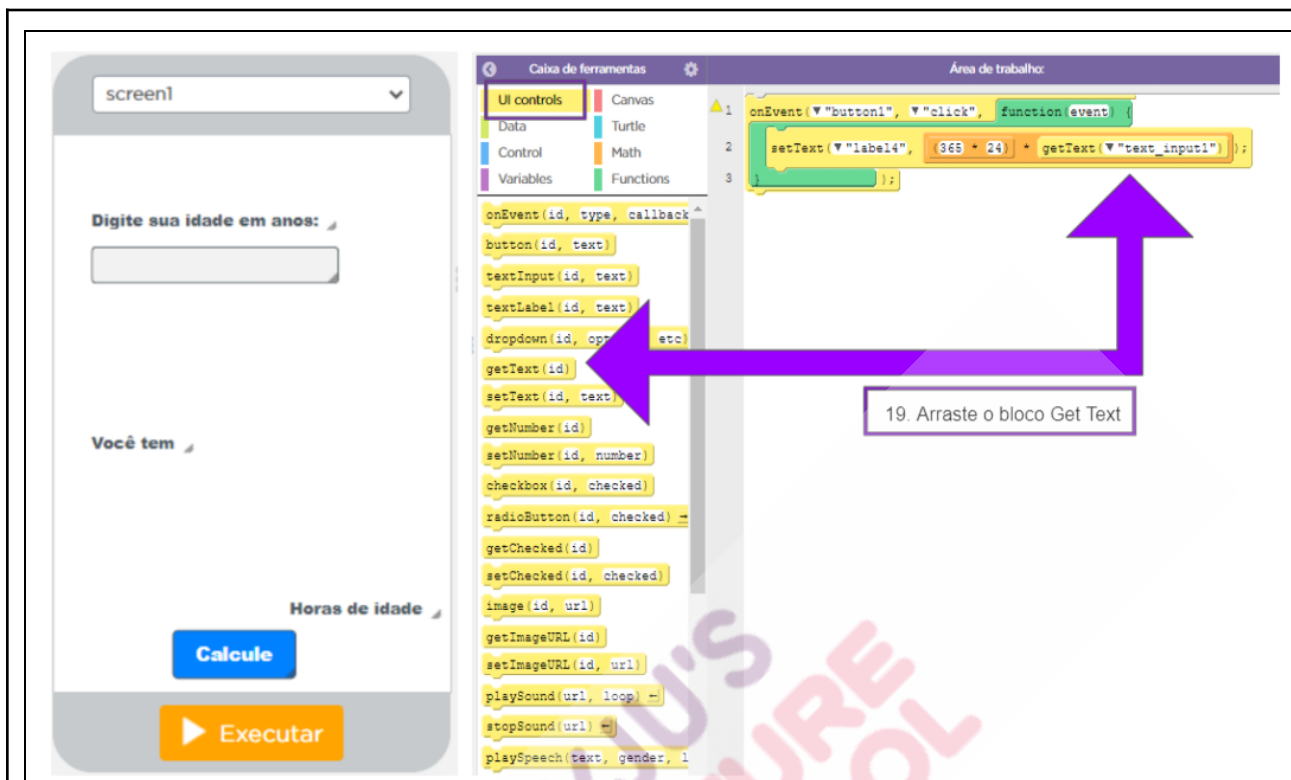 screen1
Digite sua idade em anos:
Você tem
Horas de idade
Calcule
Executar
Caixa de ferramentas
UI controls
Canvas
Data
Turtle
Control
Math
Variables
Functions
onEvent(id, type, callback
button(id, text)
textInput(id, text)
textLabel(id, text)
dropdown(id, opt etc)
getText(id)
setText(id, text)
getNumber(id)
setNumber(id, number)
checkbox(id, checked)
radioButton(id, checked)
getChecked(id)
setChecked(id, checked)
image(id, url)
getImageURL(id)
setImageURL(id, url)
playSound(url, loop)
stopSound(url)
playSpeech(text, gender, l
Área de trabalho:
1 onEvent(▼"button1", ▼"click", function(event) {
2 setText(▼"label4", (365 * 24) * getText(▼"text_input1") );
3 } );
19. Arraste o bloco Get Text